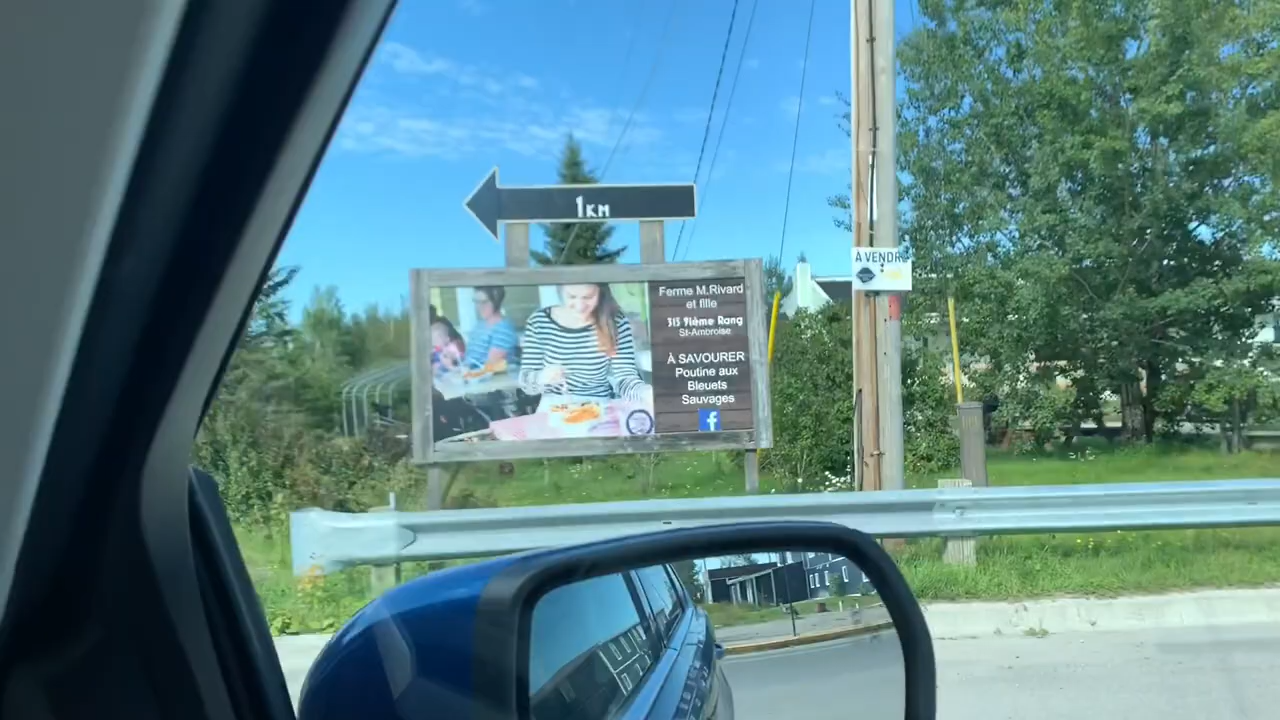 1KM
À VENDRE
Ferme M.Rivard
et fille
315 9ième Rang
St-Ambroise
À SAVOURER
Poutine aux
Bleuets
Sauvages
f